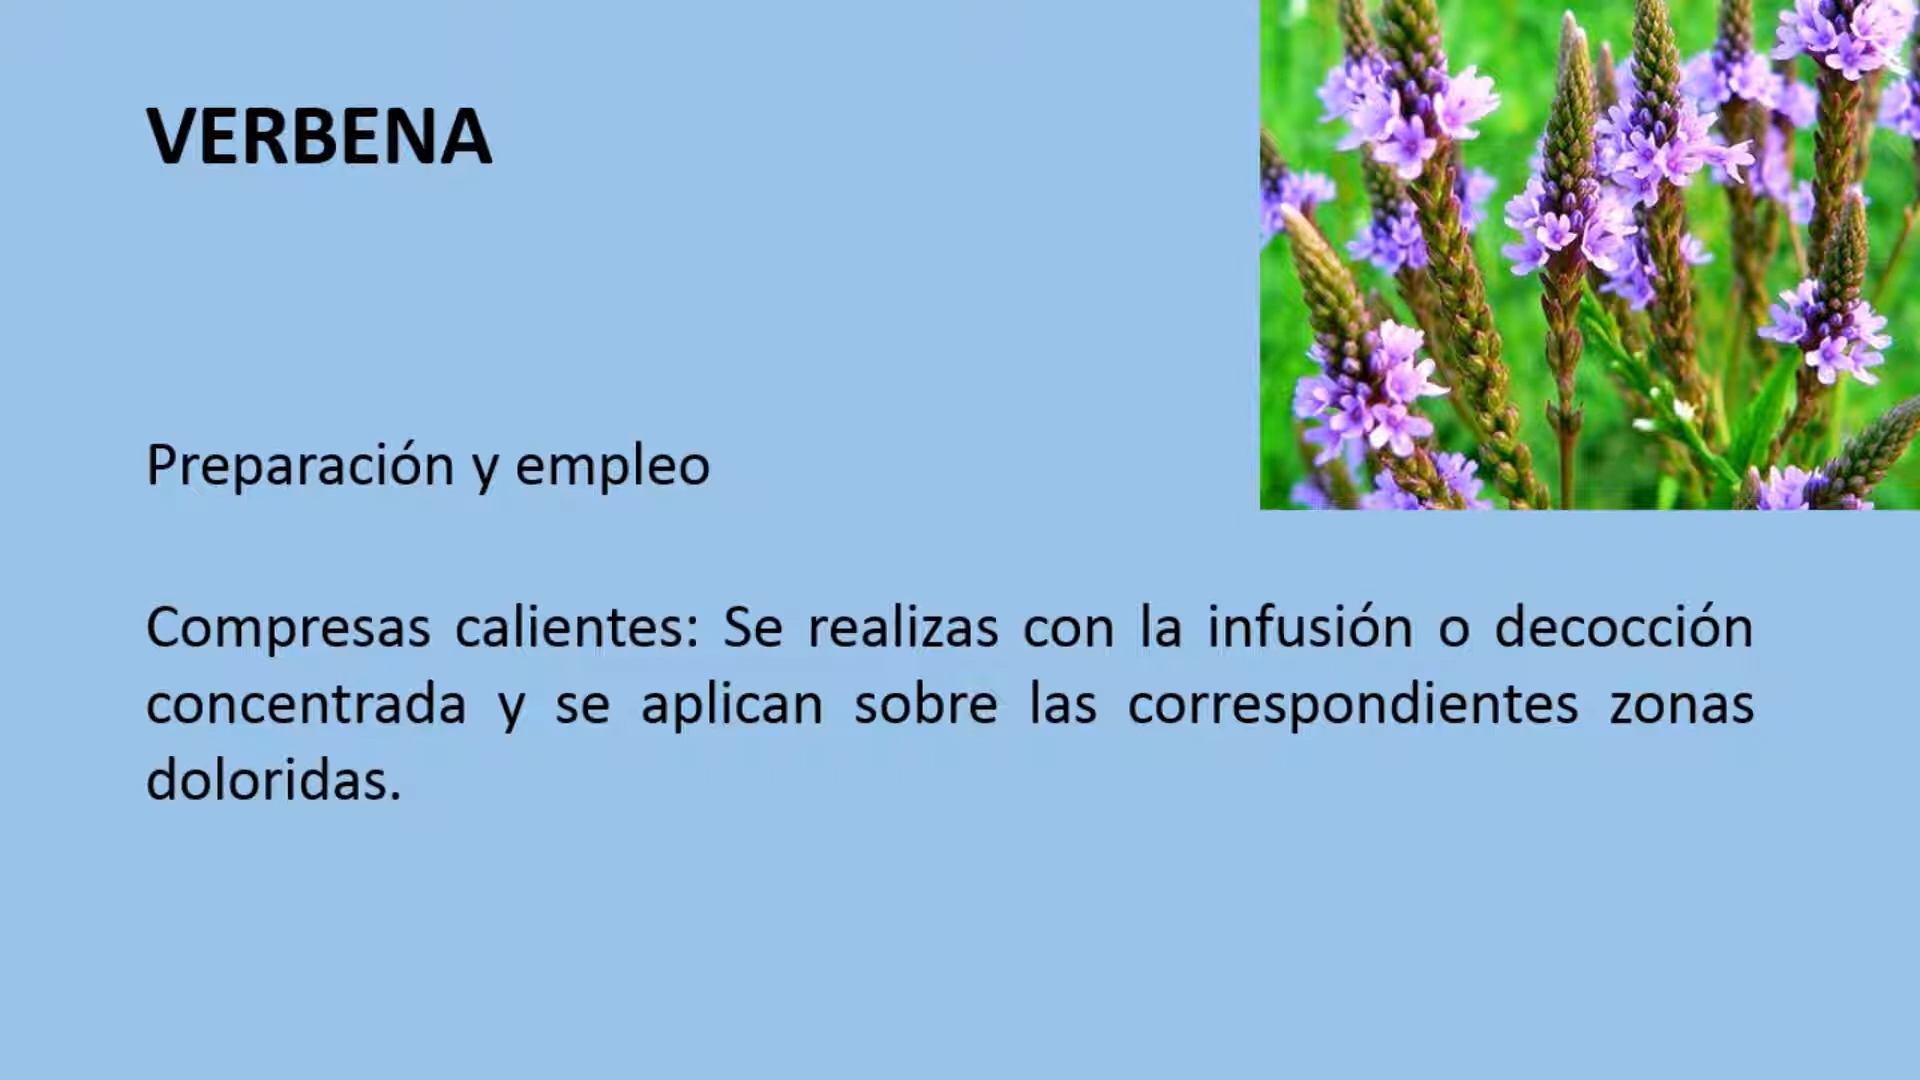 VERBENA
Preparación y empleo
Compresas calientes: Se realizas con la infusión o decocción
concentrada y se aplican sobre las correspondientes zonas
doloridas.